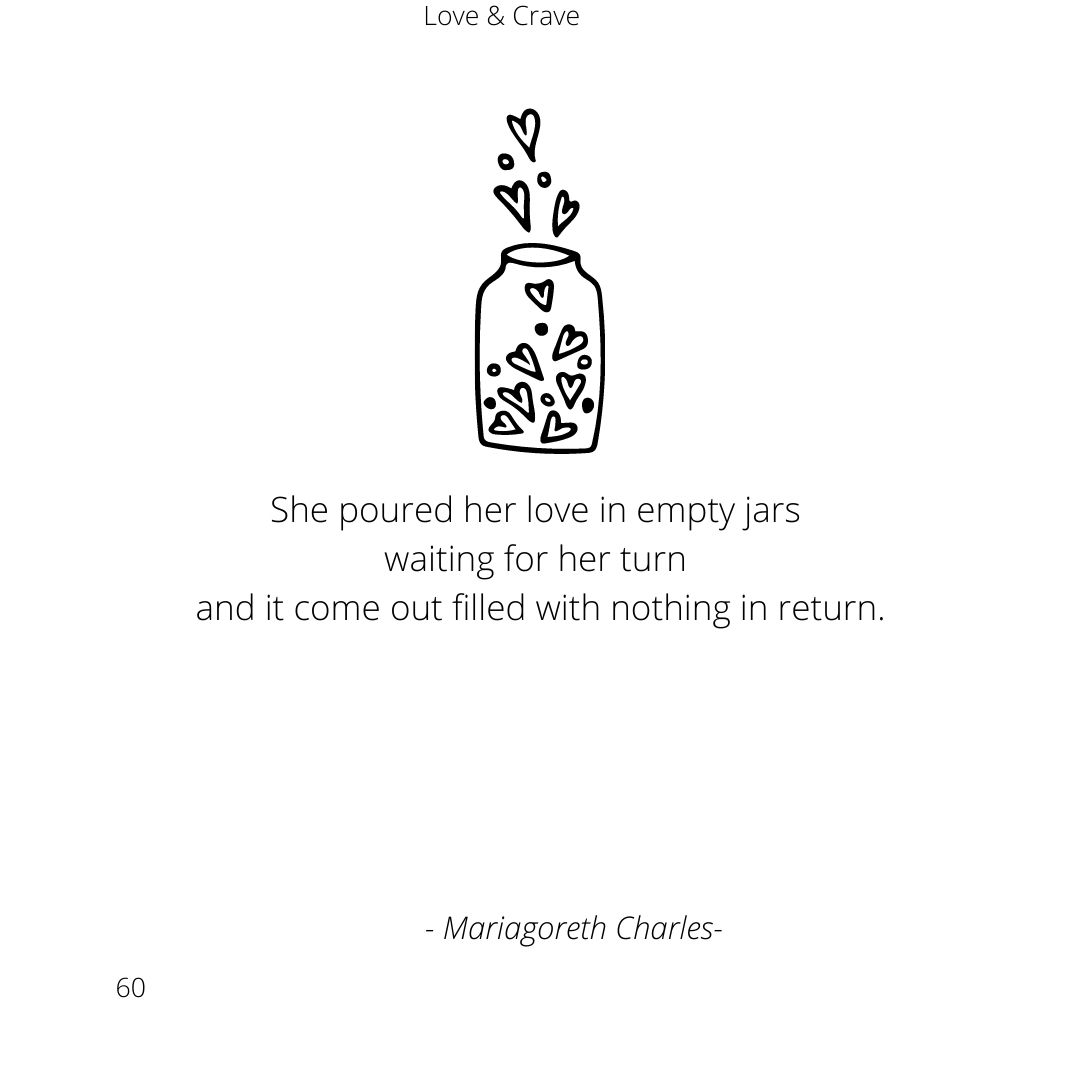 Love & Crave
She poured her love in empty jars
waiting for her turn
and it come out filled with nothing in return.
- Mariagoreth Charles-
60